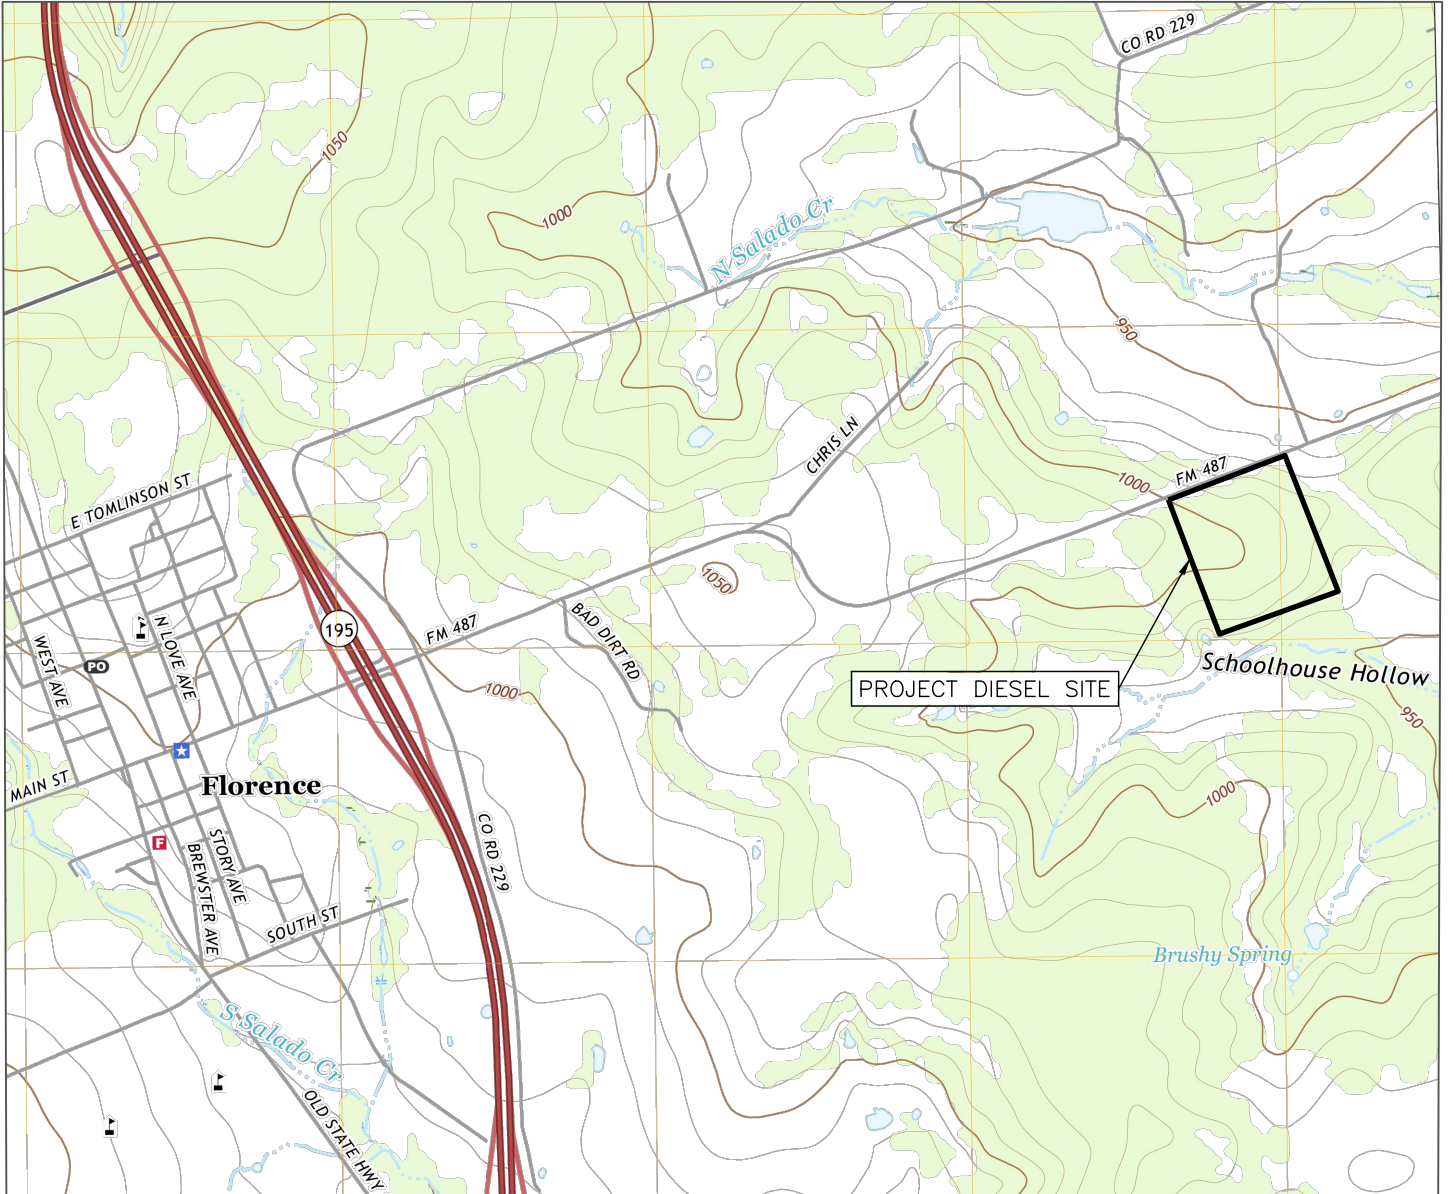 CO RD 229
1050
1000
N Salado Cr
950
CHRIS LN
E TOMLINSON ST
1000
FM 487
1050
195
FM 487
BAD DIRT RD
N LOVE AVE
WEST AVE
PO
Schoolhouse Hollow
PROJECT DIESEL SITE
1000
950
MAIN ST
Florence
1000
F
STORY AVE
BREWSTER AVE
CO RD 229
SOUTH ST
Brushy Spring
S Salado Cr
OLD STATE HWY